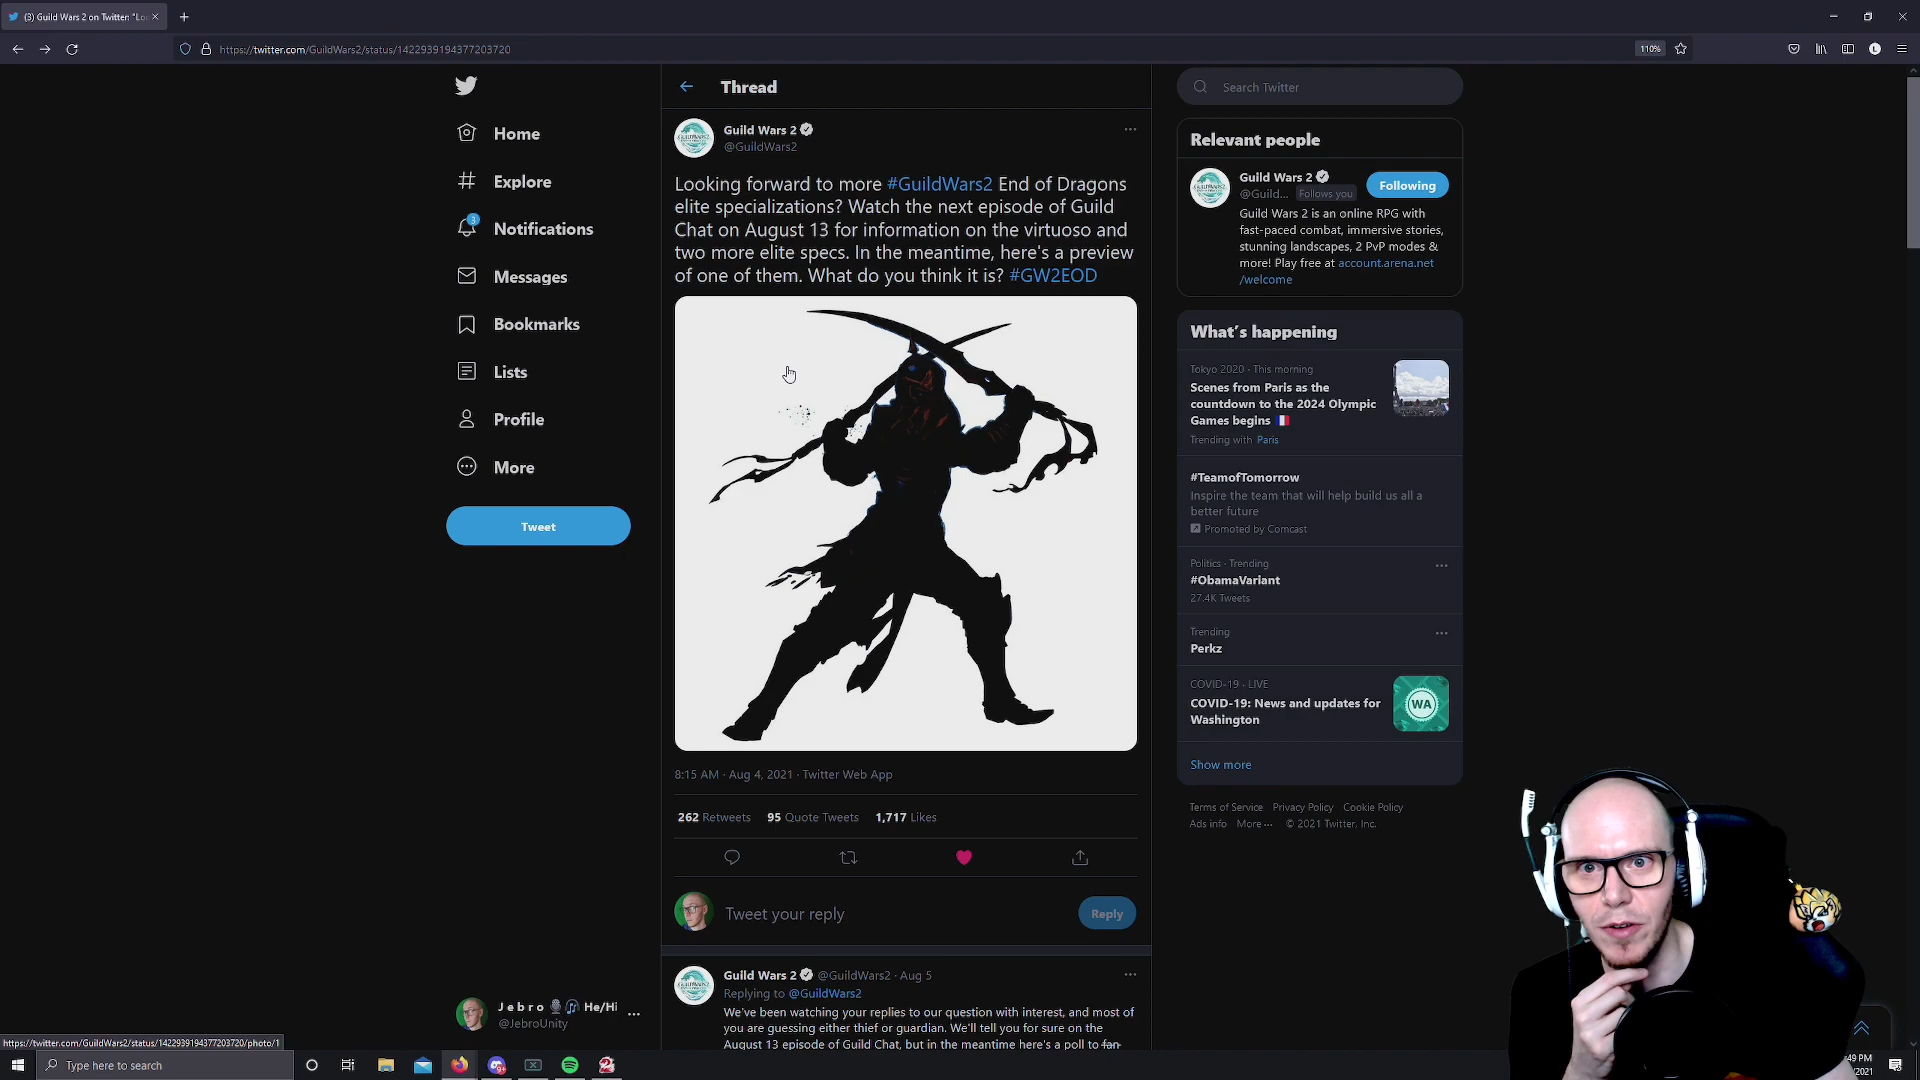 (3) Guild Wars 2 on Twitter: "Lo
https://twitter.com/GuildWars2/status/1422939194377203720
110%
Home
Explore
3
Notifications
Messages
Bookmarks
Lists
Profile
More
Tweet
J e b r o He/Hi
@JebroUnity
Thread
Guild Wars 2
@GuildWars2
Looking forward to more #GuildWars2 End of Dragons
elite specializations? Watch the next episode of Guild
Chat on August 13 for information on the virtuoso and
two more elite specs. In the meantime, here's a preview
of one of them. What do you think it is? #GW2EOD
8:15 AM · Aug 4, 2021 · Twitter Web App
262 Retweets 95 Quote Tweets 1,717 Likes
Tweet your reply
Reply
Guild Wars 2 @GuildWars2 · Aug 5
Replying to @GuildWars2
We've been watching your replies to our question with interest, and most of
you are guessing either thief or guardian. We'll tell you for sure on the
August 13 episode of Guild Chat, but in the meantime here's a poll to fan
Search Twitter
Relevant people
Guild Wars 2
@Guild... Follows you
Following
Guild Wars 2 is an online RPG with
fast-paced combat, immersive stories,
stunning landscapes, 2 PvP modes &
more! Play free at account.arena.net
/welcome
What's happening
Tokyo 2020 · This morning
Scenes from Paris as the
countdown to the 2024 Olympic
Games begins
Trending with Paris
#TeamofTomorrow
Inspire the team that will help build us all a
better future
Promoted by Comcast
Politics · Trending
#ObamaVariant
27.4K Tweets
Trending
Perkz
COVID-19 · LIVE
COVID-19: News and updates for
Washington
WA
Show more
Terms of Service Privacy Policy Cookie Policy
Ads info More ··· © 2021 Twitter, Inc.
https://twitter.com/GuildWars2/status/1422939194377203720/photo/1
Type here to search
:49 PM
/2021